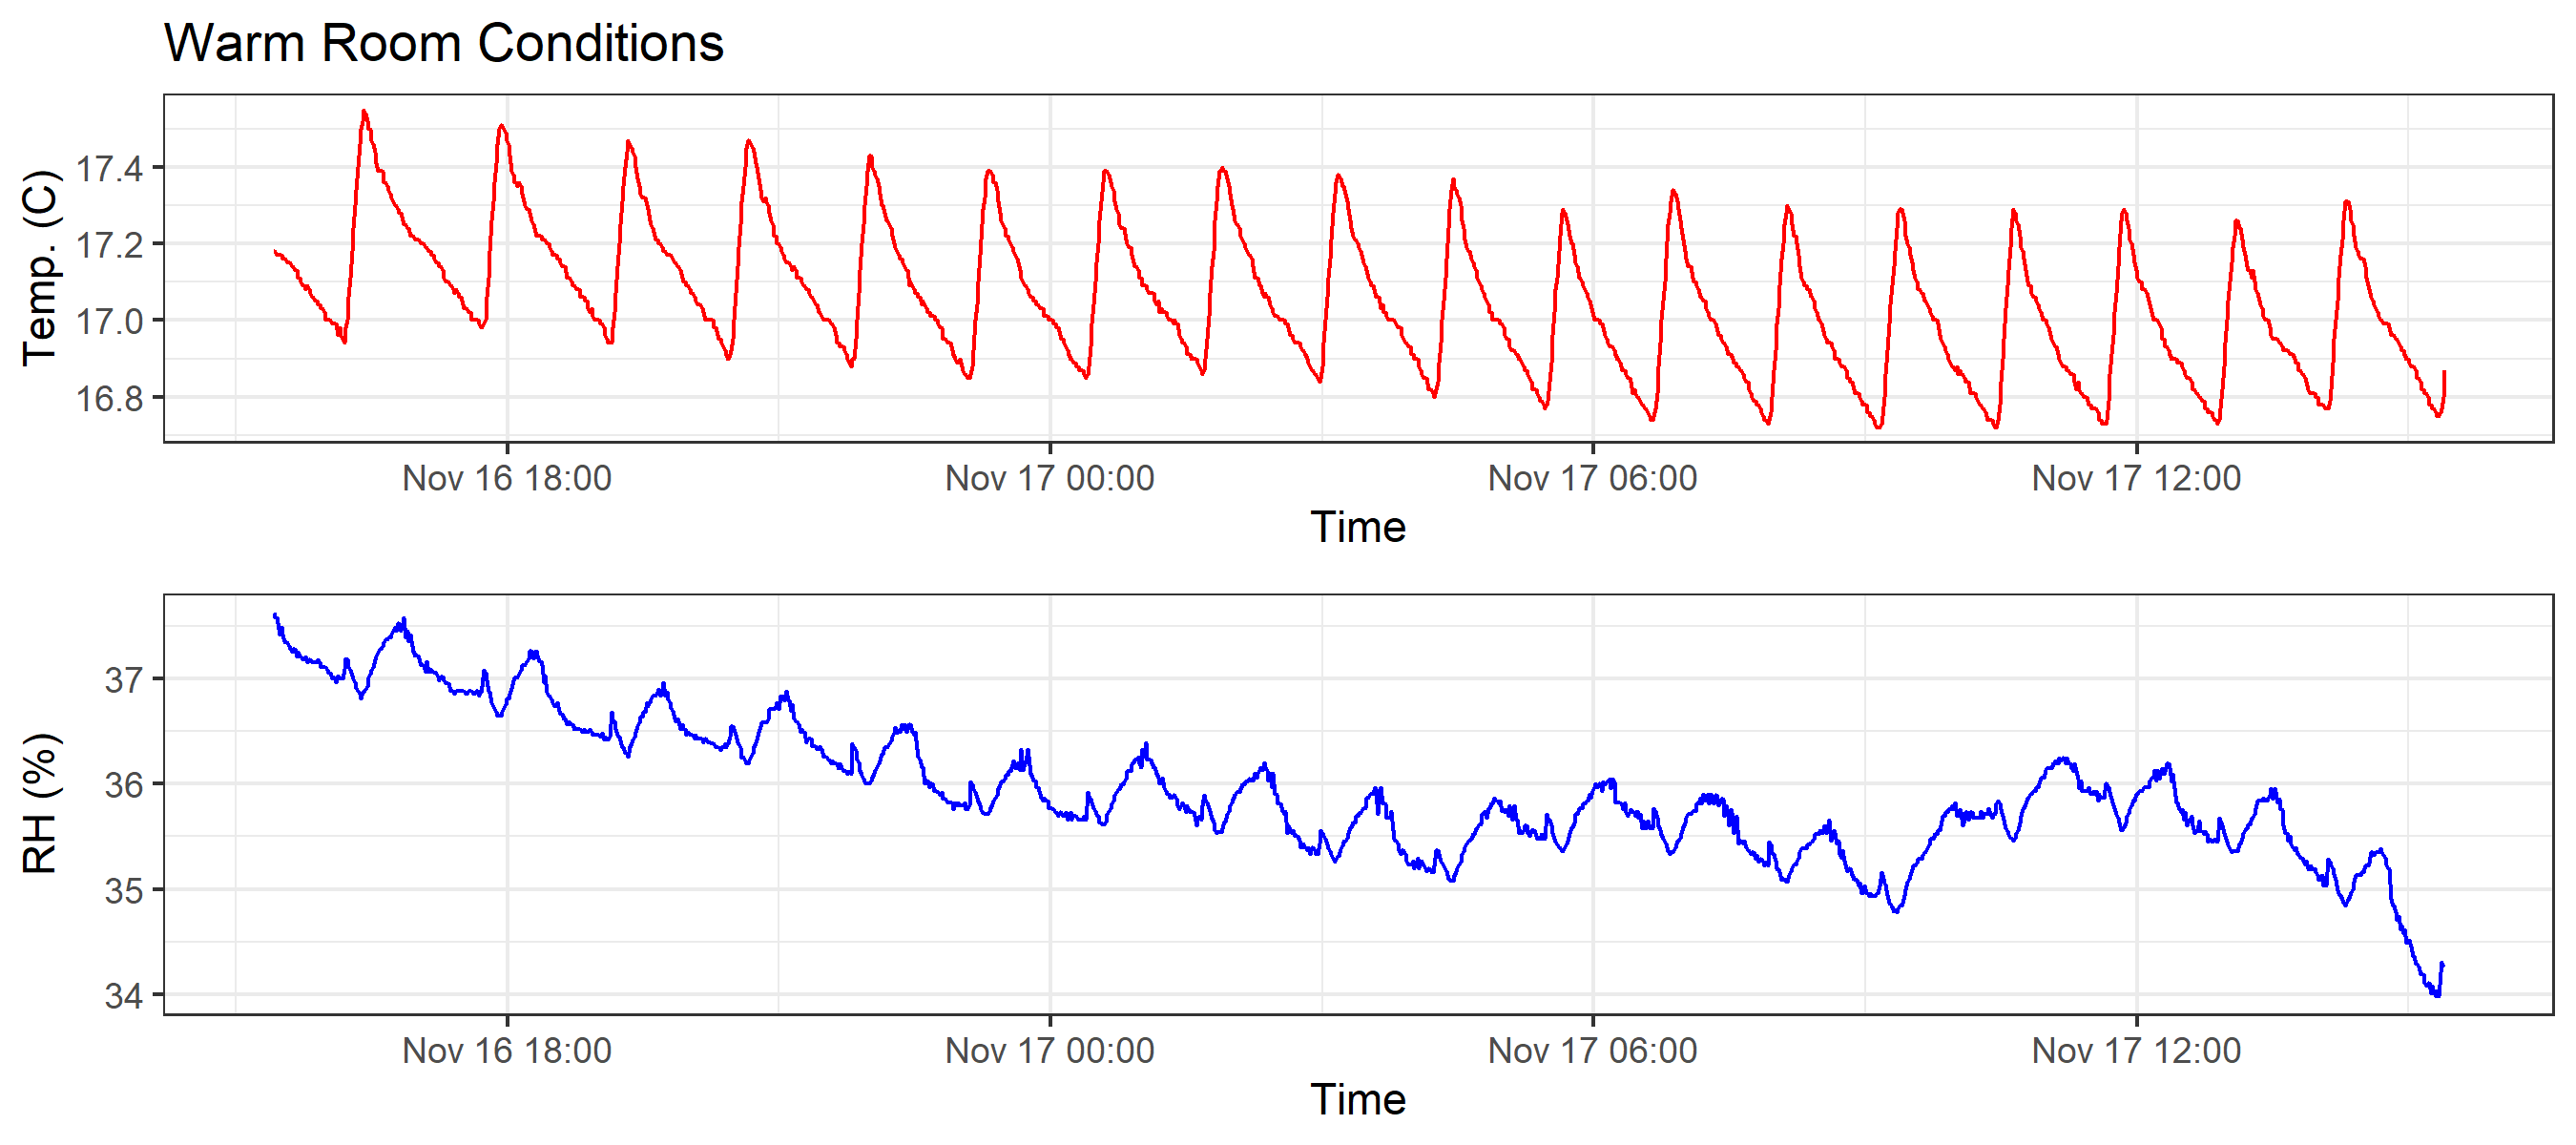 Warm Room Conditions
Temp. (C)
17.4
17.2
17.0
16.8
Nov 16 18:00 Nov 17 00:00 Nov 17 06:00 Nov 17 12:00
Time
RH (%)
37
36
35
34
Nov 16 18:00 Nov 17 00:00 Nov 17 06:00 Nov 17 12:00
Time